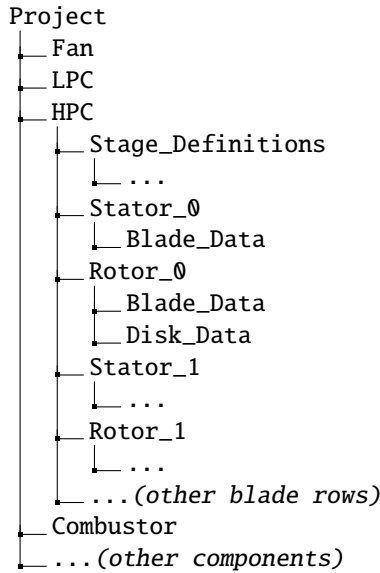 Project
Fan
LPC
HPC
Stage_Definitions
...
Stator_0
Blade_Data
Rotor_0
Blade_Data
Disk_Data
Stator_1
...
Rotor_1
...
...(other blade rows)
Combustor
...(other components)